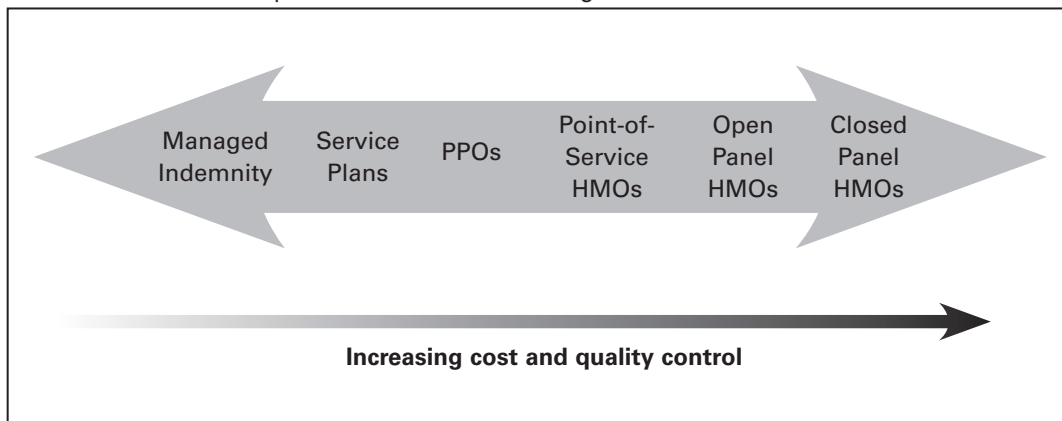 Managed
Indemnity
Service
Plans
PPOs
Point-of-
Service
HMOs
Open
Panel
HMOs
Closed
Panel
HMOs
Increasing cost and quality control